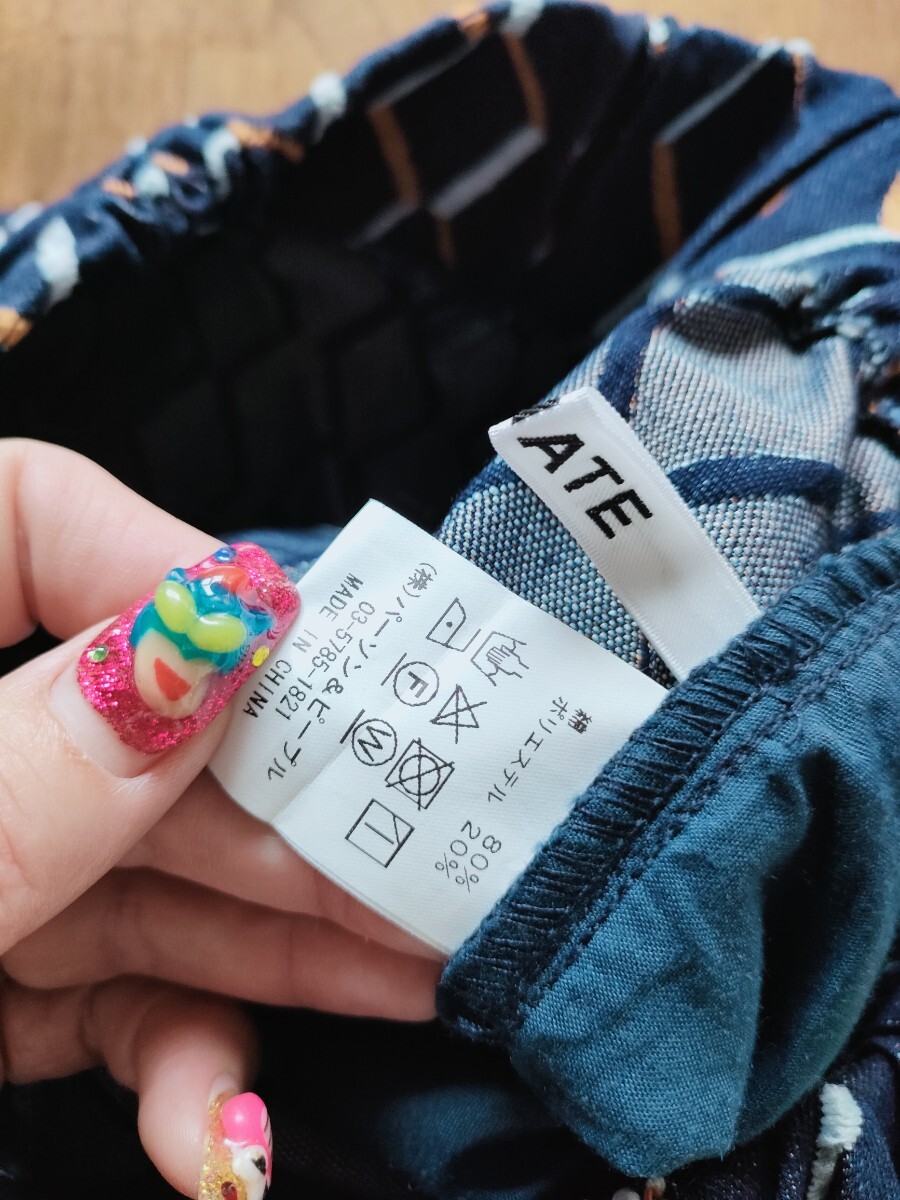 ATE
綿 80%
ポリエステル 20%
F
W
(株)パーソン&ピープル
03-5785-1821
MADE IN CHINA